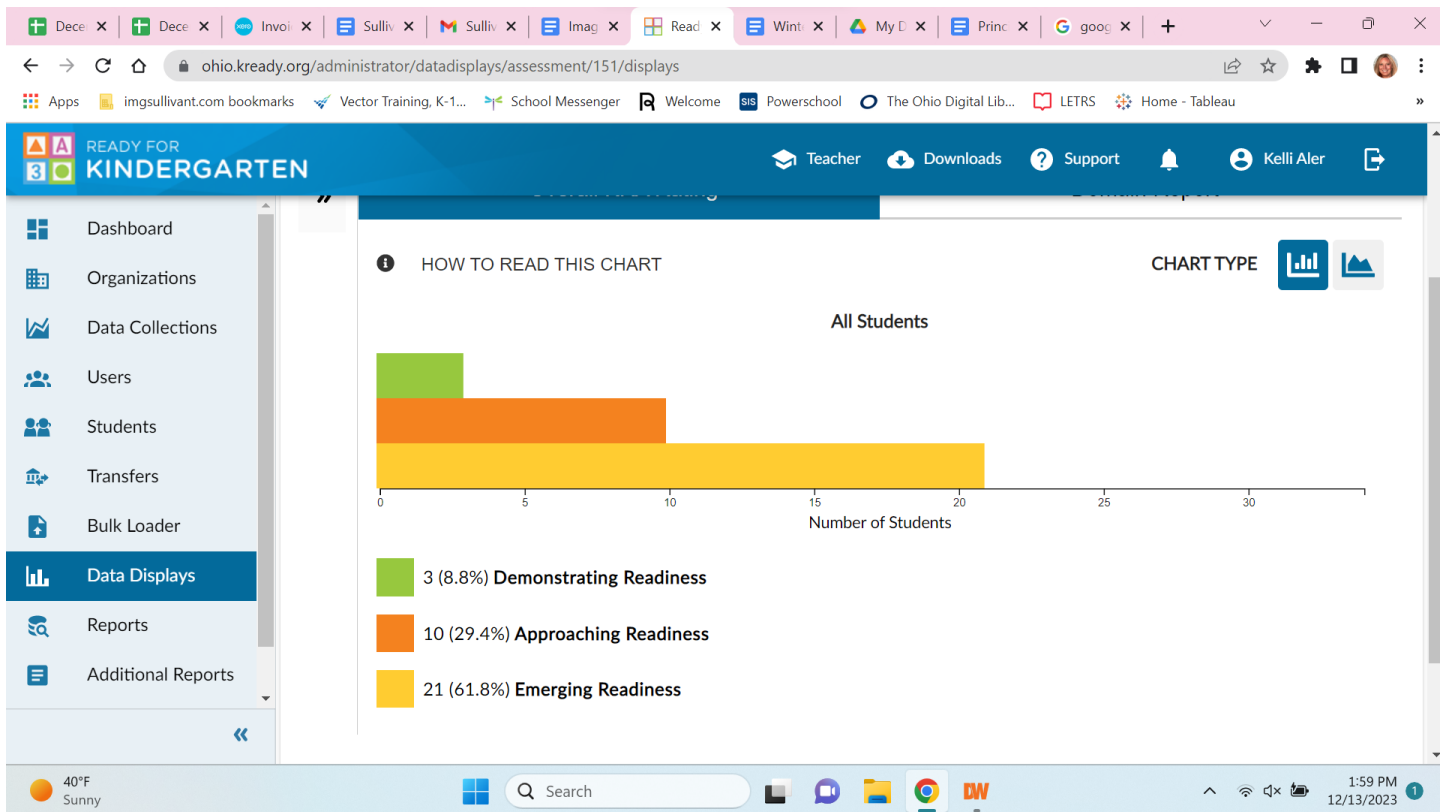 Dece
Dece
Invoi
Sulliv
Sulliv
Imag
Read
Wint
My D
Princ
goog
ohio.kready.org/administrator/datadisplays/assessment/151/displays
Apps
imgsullivant.com bookmarks
Vector Training, K-1...
School Messenger
Welcome
SIS
Powerschool
The Ohio Digital Lib...
LETRS
Home - Tableau
»
A
3
READY FOR
KINDERGARTEN
Teacher
Downloads
Support
Kelli Aler
Dashboard
Organizations
Data Collections
Users
Students
Transfers
Bulk Loader
Data Displays
Reports
Additional Reports
HOW TO READ THIS CHART
CHART TYPE
All Students
0 5 10 15 20 25 30
Number of Students
3 (8.8%) Demonstrating Readiness
10 (29.4%) Approaching Readiness
21 (61.8%) Emerging Readiness
40°F
Sunny
Search
DW
1:59 PM
12/13/2023
1